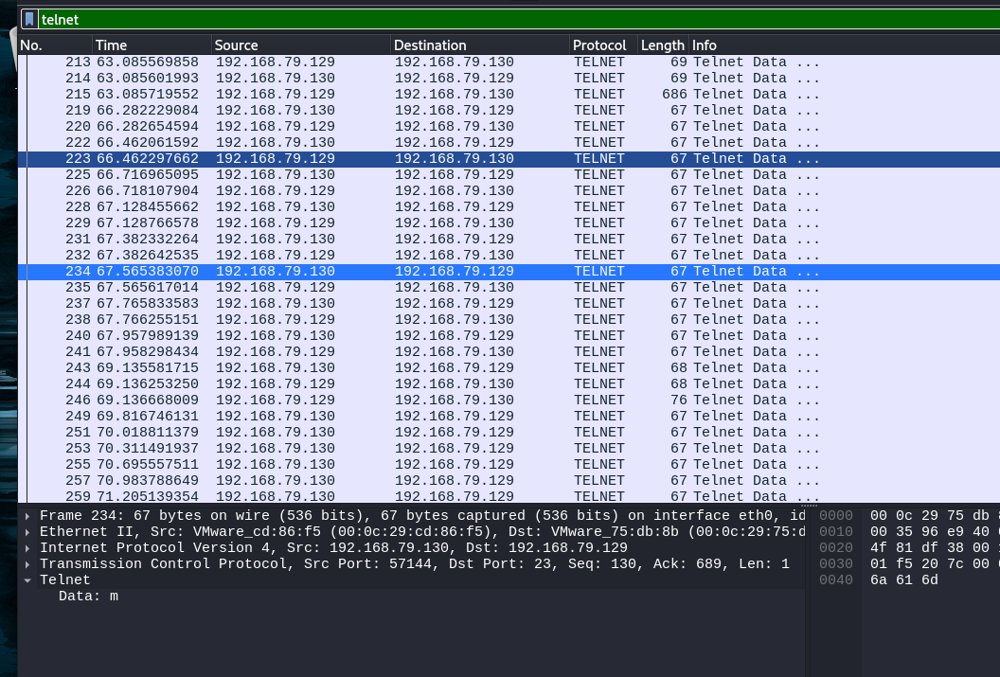 telnet
No. Time Source Destination Protocol Length Info
213 63.085569858 192.168.79.129 192.168.79.130 TELNET 69 Telnet Data ...
214 63.085601993 192.168.79.130 192.168.79.129 TELNET 69 Telnet Data ...
215 63.085719552 192.168.79.129 192.168.79.130 TELNET 686 Telnet Data ...
219 66.282229084 192.168.79.130 192.168.79.129 TELNET 67 Telnet Data ...
220 66.282654594 192.168.79.129 192.168.79.130 TELNET 67 Telnet Data ...
222 66.462061592 192.168.79.130 192.168.79.129 TELNET 67 Telnet Data ...
223 66.462297662 192.168.79.129 192.168.79.130 TELNET 67 Telnet Data ...
225 66.716965095 192.168.79.130 192.168.79.129 TELNET 67 Telnet Data ...
226 66.718107904 192.168.79.129 192.168.79.130 TELNET 67 Telnet Data ...
228 67.128455662 192.168.79.130 192.168.79.129 TELNET 67 Telnet Data ...
229 67.128766578 192.168.79.129 192.168.79.130 TELNET 67 Telnet Data ...
231 67.382332264 192.168.79.130 192.168.79.129 TELNET 67 Telnet Data ...
232 67.382642535 192.168.79.129 192.168.79.130 TELNET 67 Telnet Data ...
234 67.565383070 192.168.79.130 192.168.79.129 TELNET 67 Telnet Data ...
235 67.565617014 192.168.79.129 192.168.79.130 TELNET 67 Telnet Data ...
237 67.765833583 192.168.79.130 192.168.79.129 TELNET 67 Telnet Data ...
238 67.766255151 192.168.79.129 192.168.79.130 TELNET 67 Telnet Data ...
240 67.957989139 192.168.79.130 192.168.79.129 TELNET 67 Telnet Data ...
241 67.958298434 192.168.79.129 192.168.79.130 TELNET 67 Telnet Data ...
243 69.135581715 192.168.79.130 192.168.79.129 TELNET 68 Telnet Data ...
244 69.136253250 192.168.79.129 192.168.79.130 TELNET 68 Telnet Data ...
246 69.136668009 192.168.79.129 192.168.79.130 TELNET 76 Telnet Data ...
249 69.816746131 192.168.79.130 192.168.79.129 TELNET 67 Telnet Data ...
251 70.018811379 192.168.79.130 192.168.79.129 TELNET 67 Telnet Data ...
253 70.311491937 192.168.79.130 192.168.79.129 TELNET 67 Telnet Data ...
255 70.695557511 192.168.79.130 192.168.79.129 TELNET 67 Telnet Data ...
257 70.983788649 192.168.79.130 192.168.79.129 TELNET 67 Telnet Data ...
259 71.205139354 192.168.79.130 192.168.79.129 TELNET 67 Telnet Data ...
Frame 234: 67 bytes on wire (536 bits), 67 bytes captured (536 bits) on interface eth0, id
Ethernet II, Src: VMware_cd:86:f5 (00:0c:29:cd:86:f5), Dst: VMware_75:db:8b (00:0c:29:75:d
Internet Protocol Version 4, Src: 192.168.79.130, Dst: 192.168.79.129
Transmission Control Protocol, Src Port: 57144, Dst Port: 23, Seq: 130, Ack: 689, Len: 1
Telnet
Data: m
0000 00 0c 29 75 db
0010 00 35 96 e9 40
0020 4f 81 df 38 00
0030 01 f5 20 7c 00
0040 6a 61 6d